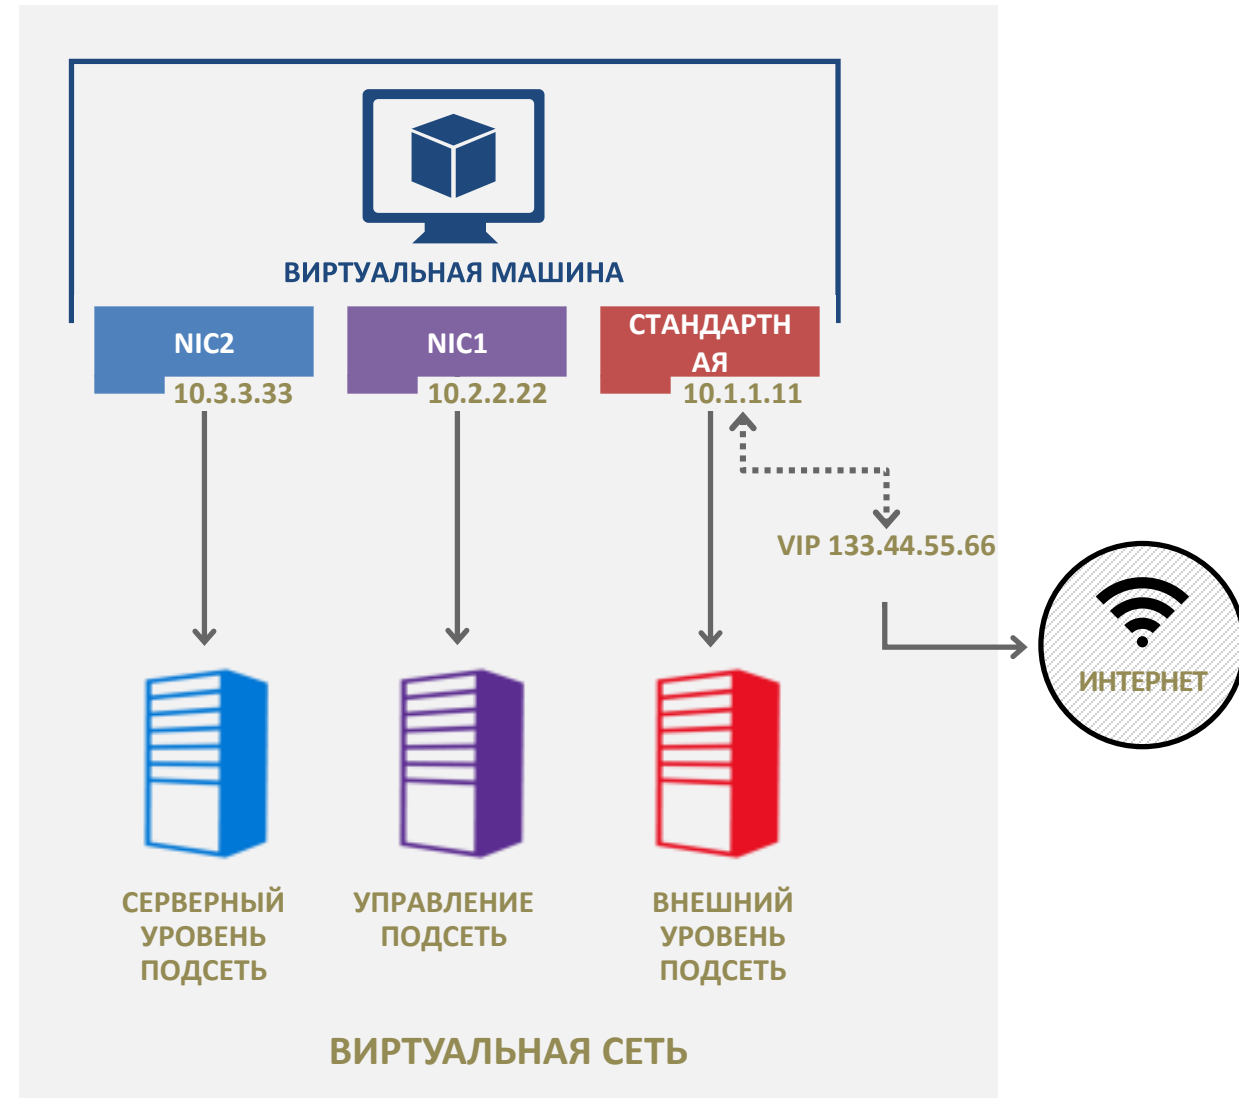 ВИРТУАЛЬНАЯ МАШИНА
NIC2
NIC1
СТАНДАРТН
АЯ
10.3.3.33
10.2.2.22
10.1.1.11
VIP 133.44.55.66
ИНТЕРНЕТ
СЕРВЕРНЫЙ
УРОВЕНЬ
ПОДСЕТЬ
УПРАВЛЕНИЕ
ПОДСЕТЬ
ВНЕШНИЙ
УРОВЕНЬ
ПОДСЕТЬ
ВИРТУАЛЬНАЯ СЕТЬ